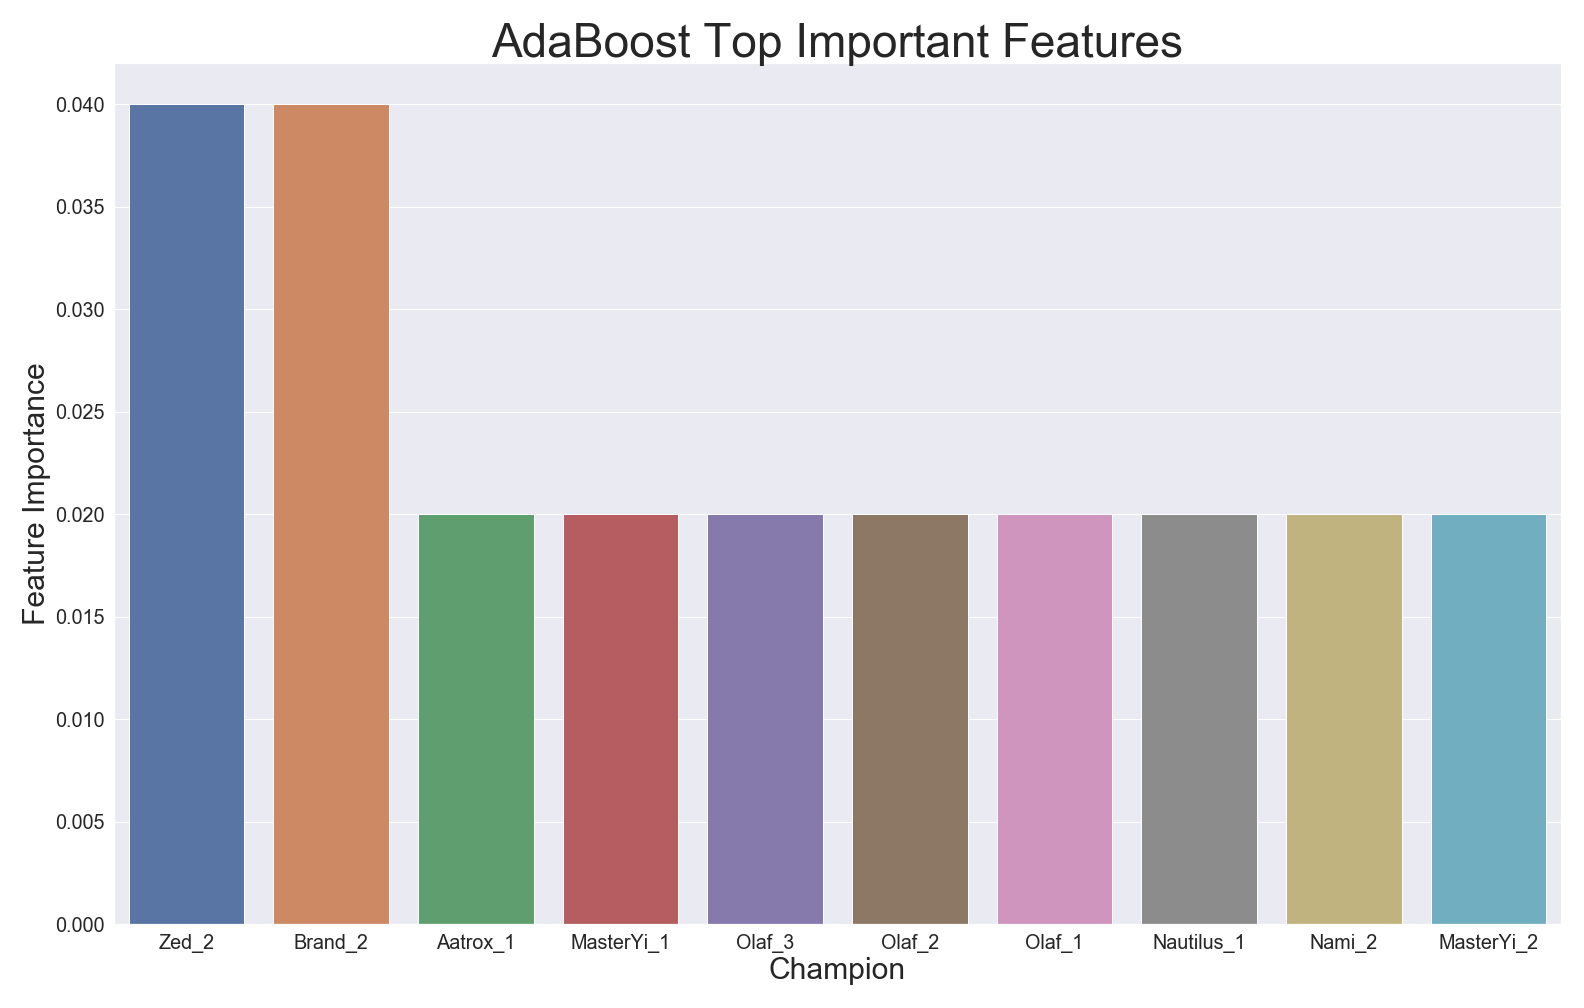 AdaBoost Top Important Features
Feature Importance
0.040
0.035
0.030
0.025
0.020
0.015
0.010
0.005
0.000
Zed_2 Brand_2 Aatrox_1 MasterYi_1 Olaf_3 Olaf_2 Olaf_1 Nautilus_1 Nami_2 MasterYi_2
Champion